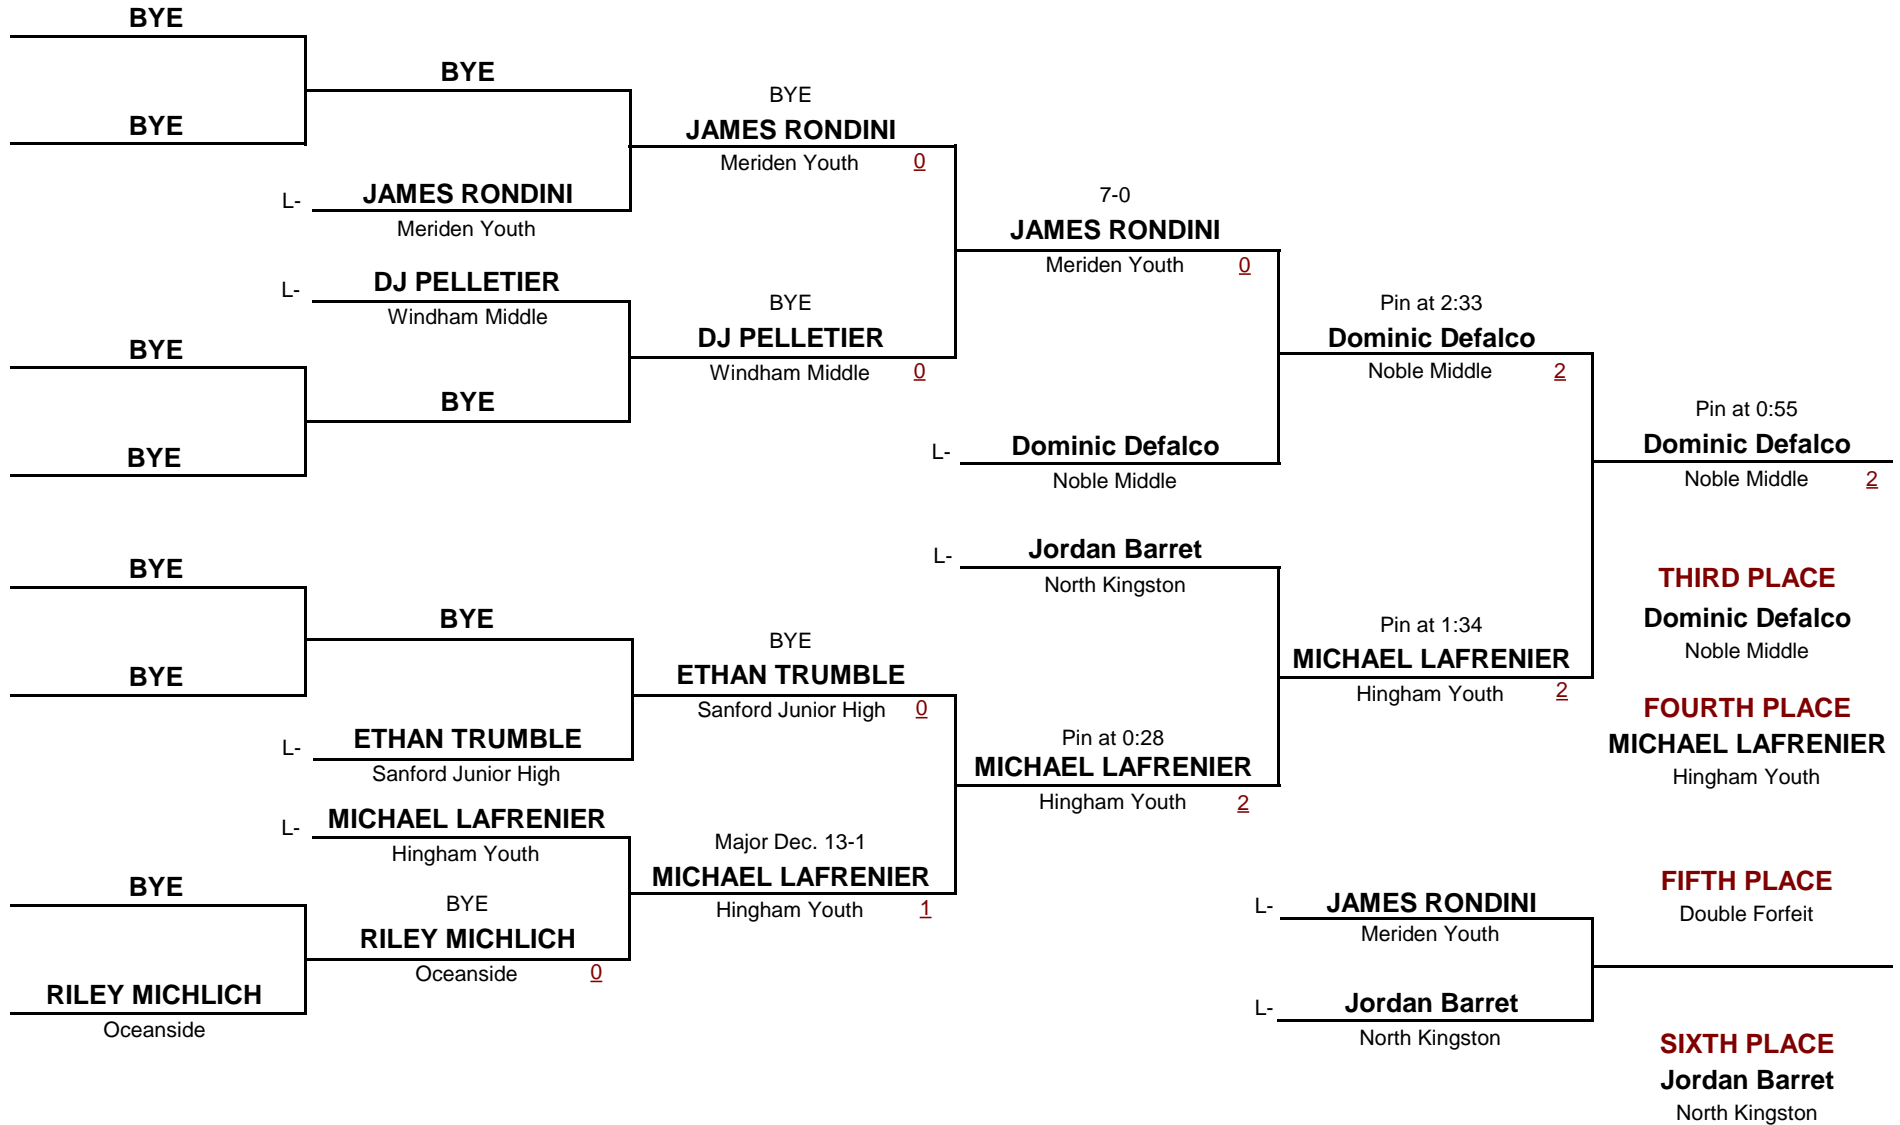 BYE
BYE
BYE
BYE
JAMES RONDINI
Meriden Youth 0
L- JAMES RONDINI
Meriden Youth
7-0
JAMES RONDINI
Meriden Youth 0
L- DJ PELLETIER
Windham Middle
BYE
DJ PELLETIER
Windham Middle 0
Pin at 2:33
Dominic Defalco
Noble Middle 2
BYE
BYE
BYE
L- Dominic Defalco
Noble Middle
Pin at 0:55
Dominic Defalco
Noble Middle 2
L- Jordan Barret
North Kingston
BYE
BYE
BYE
BYE
ETHAN TRUMBLE
Sanford Junior High 0
L- ETHAN TRUMBLE
Sanford Junior High
Pin at 1:34
MICHAEL LAFRENIER
Hingham Youth 2
THIRD PLACE
Dominic Defalco
Noble Middle
FOURTH PLACE
MICHAEL LAFRENIER
Hingham Youth
Pin at 0:28
MICHAEL LAFRENIER
Hingham Youth 2
L- MICHAEL LAFRENIER
Hingham Youth
Major Dec. 13-1
MICHAEL LAFRENIER
Hingham Youth 1
BYE
BYE
RILEY MICHLICH
Oceanside 0
RILEY MICHLICH
Oceanside
L- JAMES RONDINI
Meriden Youth
L- Jordan Barret
North Kingston
FIFTH PLACE
Double Forfeit
SIXTH PLACE
Jordan Barret
North Kingston